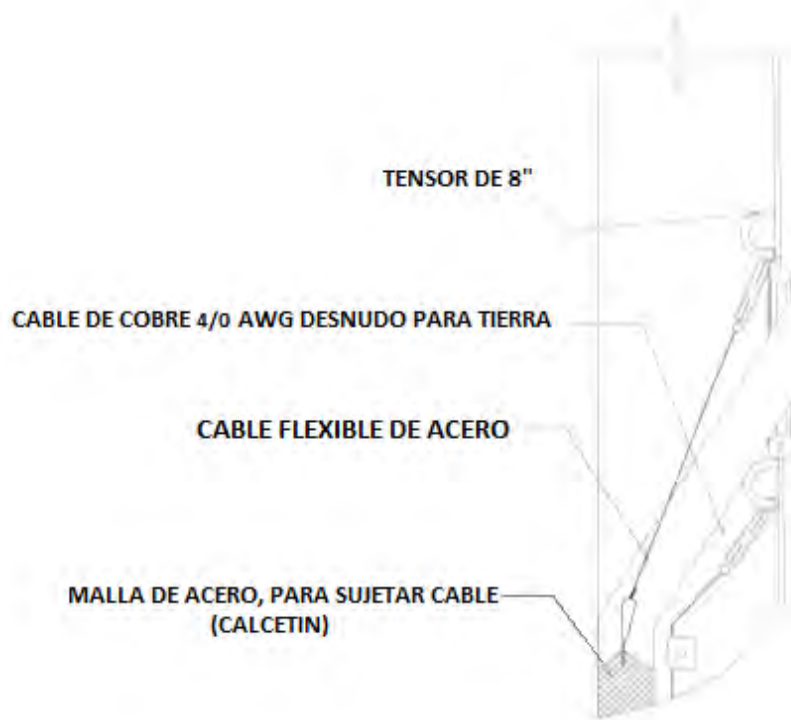 TENSOR DE 8"
CABLE DE COBRE 4/0 AWG DESNUDO PARA TIERRA
CABLE FLEXIBLE DE ACERO
MALLA DE ACERO, PARA SUJETAR CABLE
(CALCETIN)